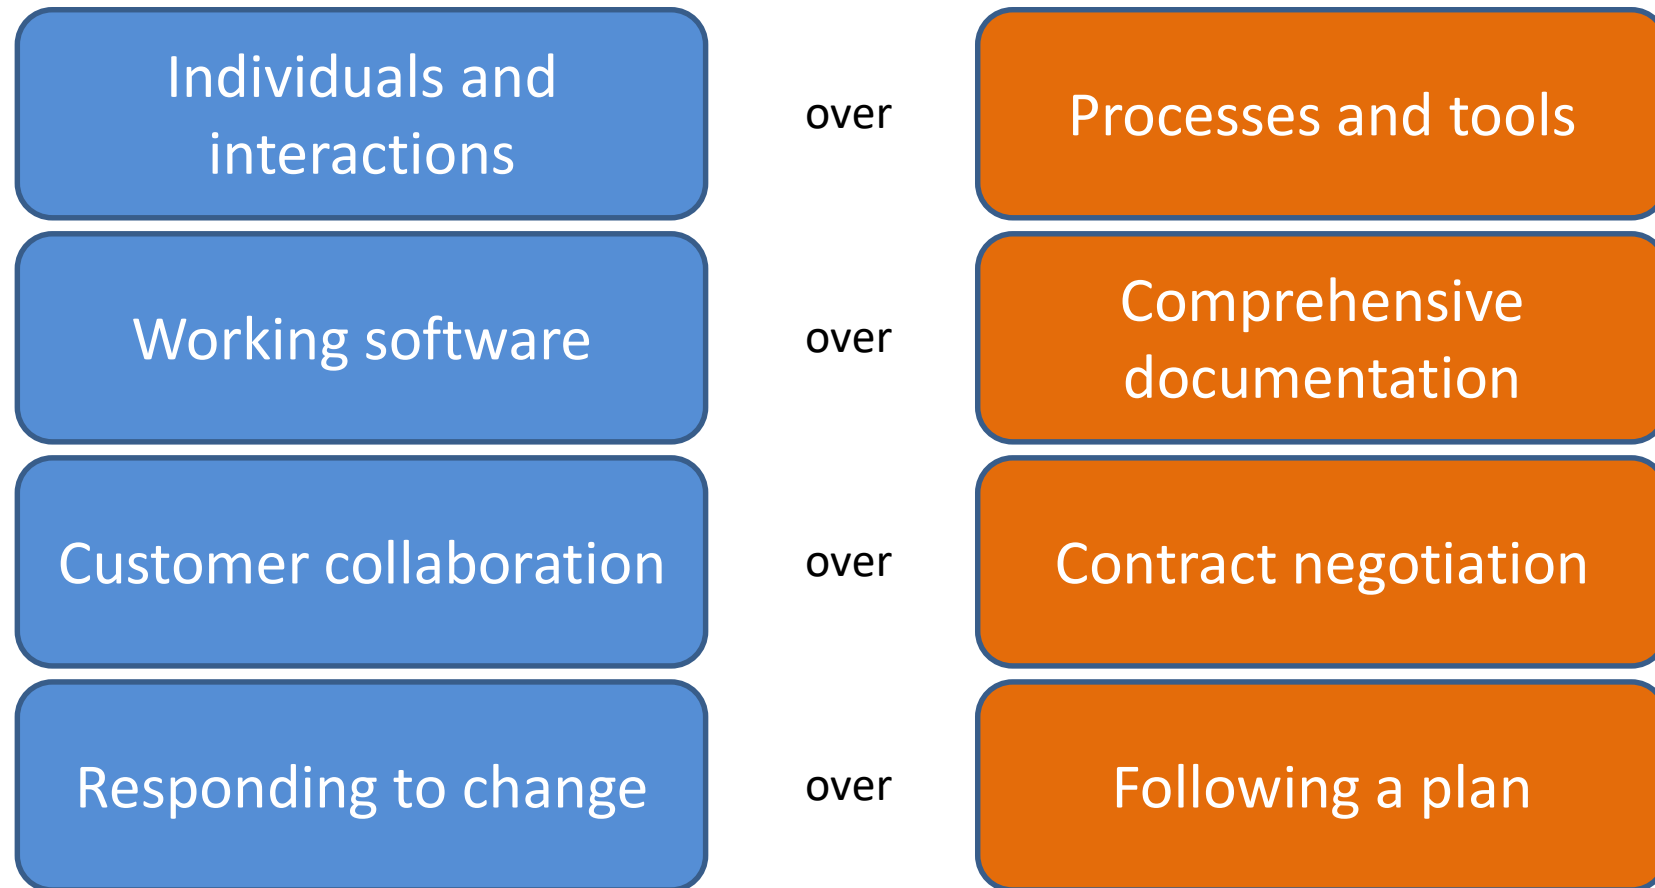 Individuals and
interactions
over
Processes and tools
Working software
over
Comprehensive
documentation
Customer collaboration
over
Contract negotiation
Responding to change
over
Following a plan